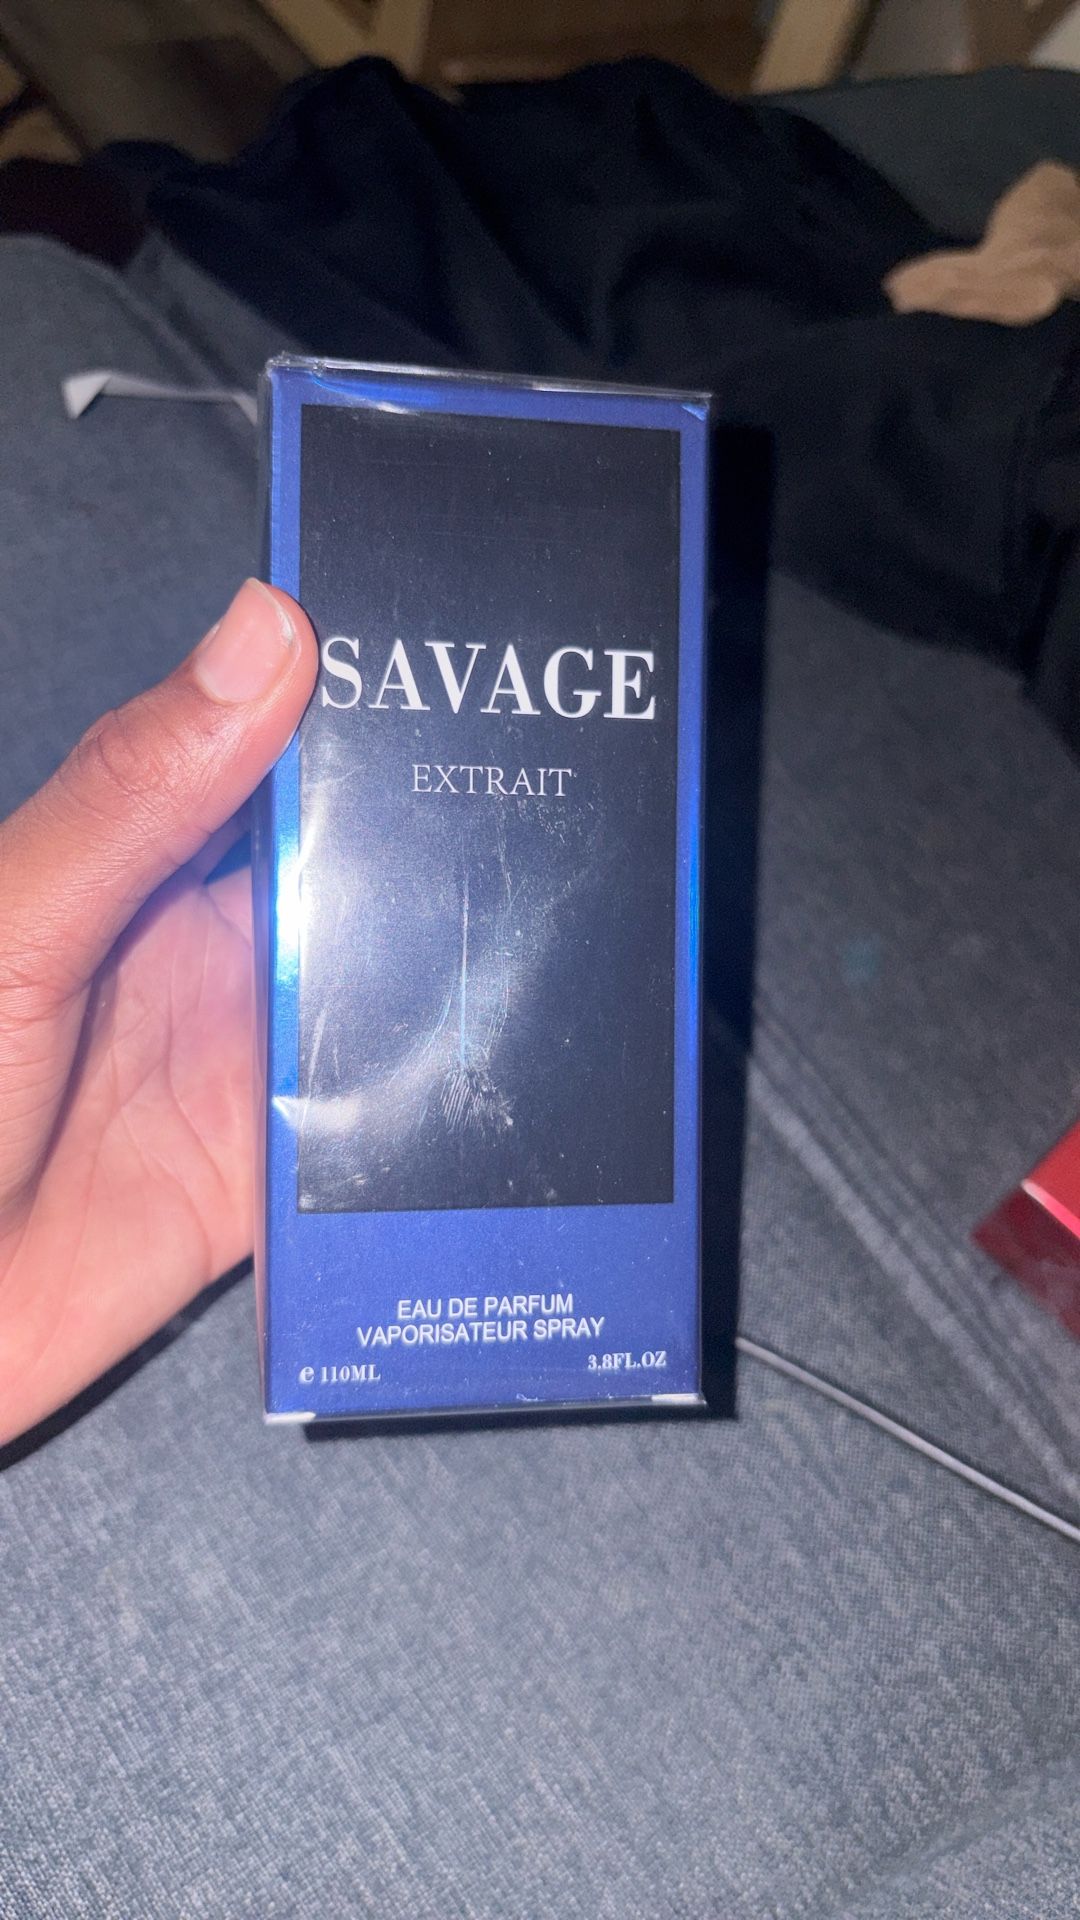 SAVAGE
EXTRAIT
EAU DE PARFUM
VAPORISATEUR SPRAY
e 110ML 3.8FL.OZ